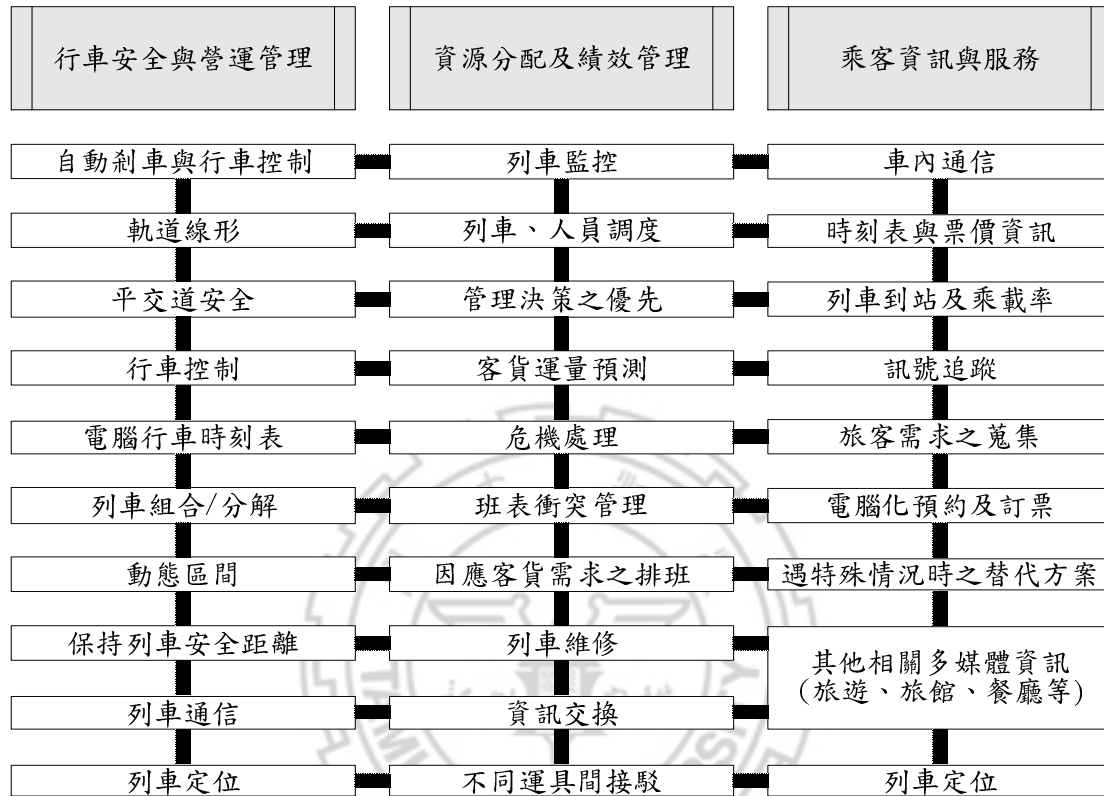 行車安全與營運管理
資源分配及績效管理
乘客資訊與服務
自動剎車與行車控制
列車監控
車內通信
軌道線形
列車、人員調度
時刻表與票價資訊
平交道安全
管理決策之優先
列車到站及乘載率
行車控制
客貨運量預測
訊號追蹤
電腦行車時刻表
危機處理
旅客需求之蒐集
列車組合/分解
班表衝突管理
電腦化預約及訂票
動態區間
因應客貨需求之排班
遇特殊情況時之替代方案
保持列車安全距離
列車維修
其他相關多媒體資訊
(旅遊、旅館、餐廳等)
列車通信
資訊交換
列車定位
不同運具間接駁
列車定位